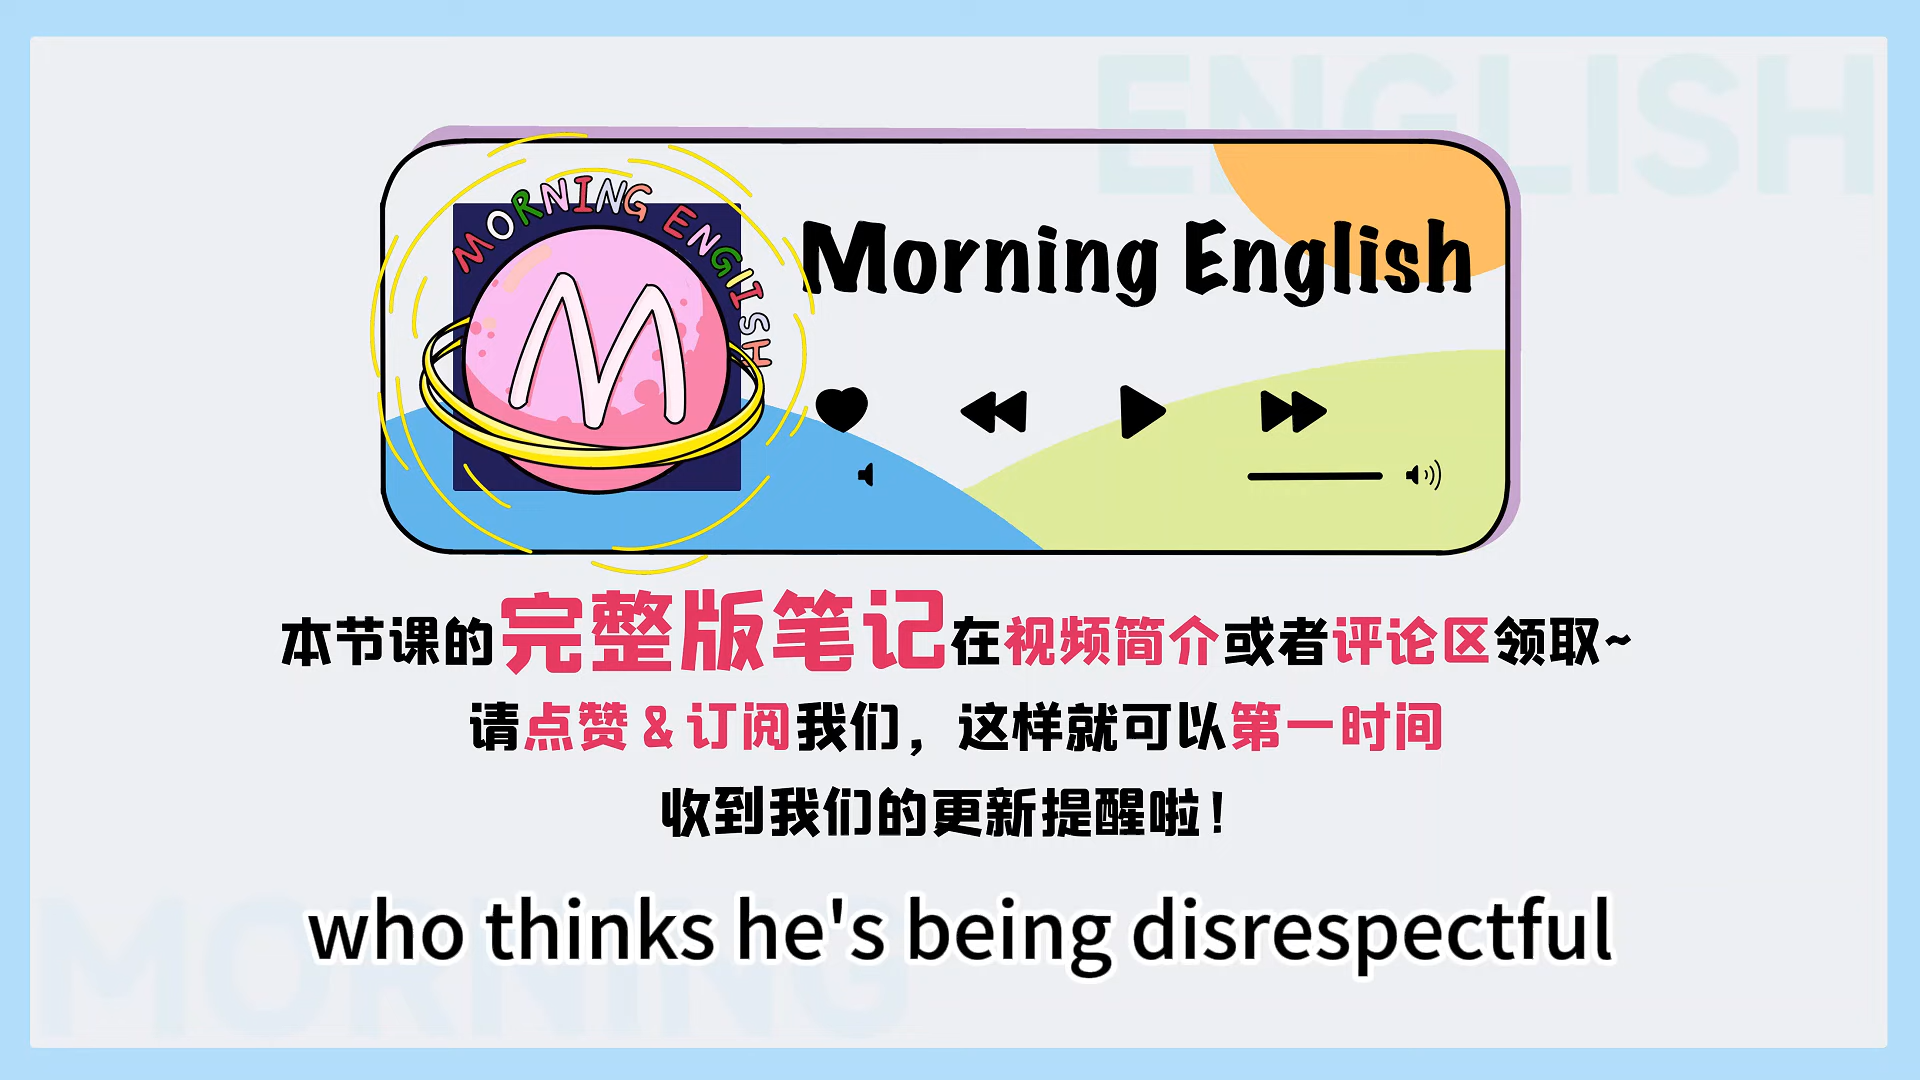 ENGLISH
MORNING ENGLISH
M
Morning English
本节课的完整版笔记在视频简介或者评论区领取~
请点赞&订阅我们，这样就可以第一时间
收到我们的更新提醒啦！
who thinks he's being disrespectful
MORNING